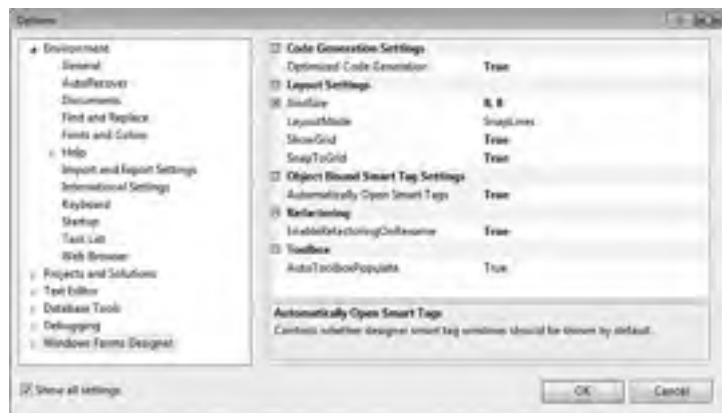 Options
Environment
General
AutoRecover
Documents
Find and Replace
Fonts and Colors
Help
Import and Export Settings
International Settings
Keyboard
Startup
Task List
Web Browser
Projects and Solutions
Text Editor
Database Tools
Debugging
Windows Forms Designer
Show all settings
Code Generation Settings
Optimized Code Generation True
Layout Settings
GridSize 8, 8
LayoutMode SnapLines
ShowGrid True
SnapToGrid True
Object Bound Smart Tag Settings
Automatically Open Smart Tags True
Refactoring
EnableRefactoringOnRename True
Toolbox
AutoToolboxPopulate True
Automatically Open Smart Tags
Controls whether designer smart tag windows should be shown by default.
OK Cancel